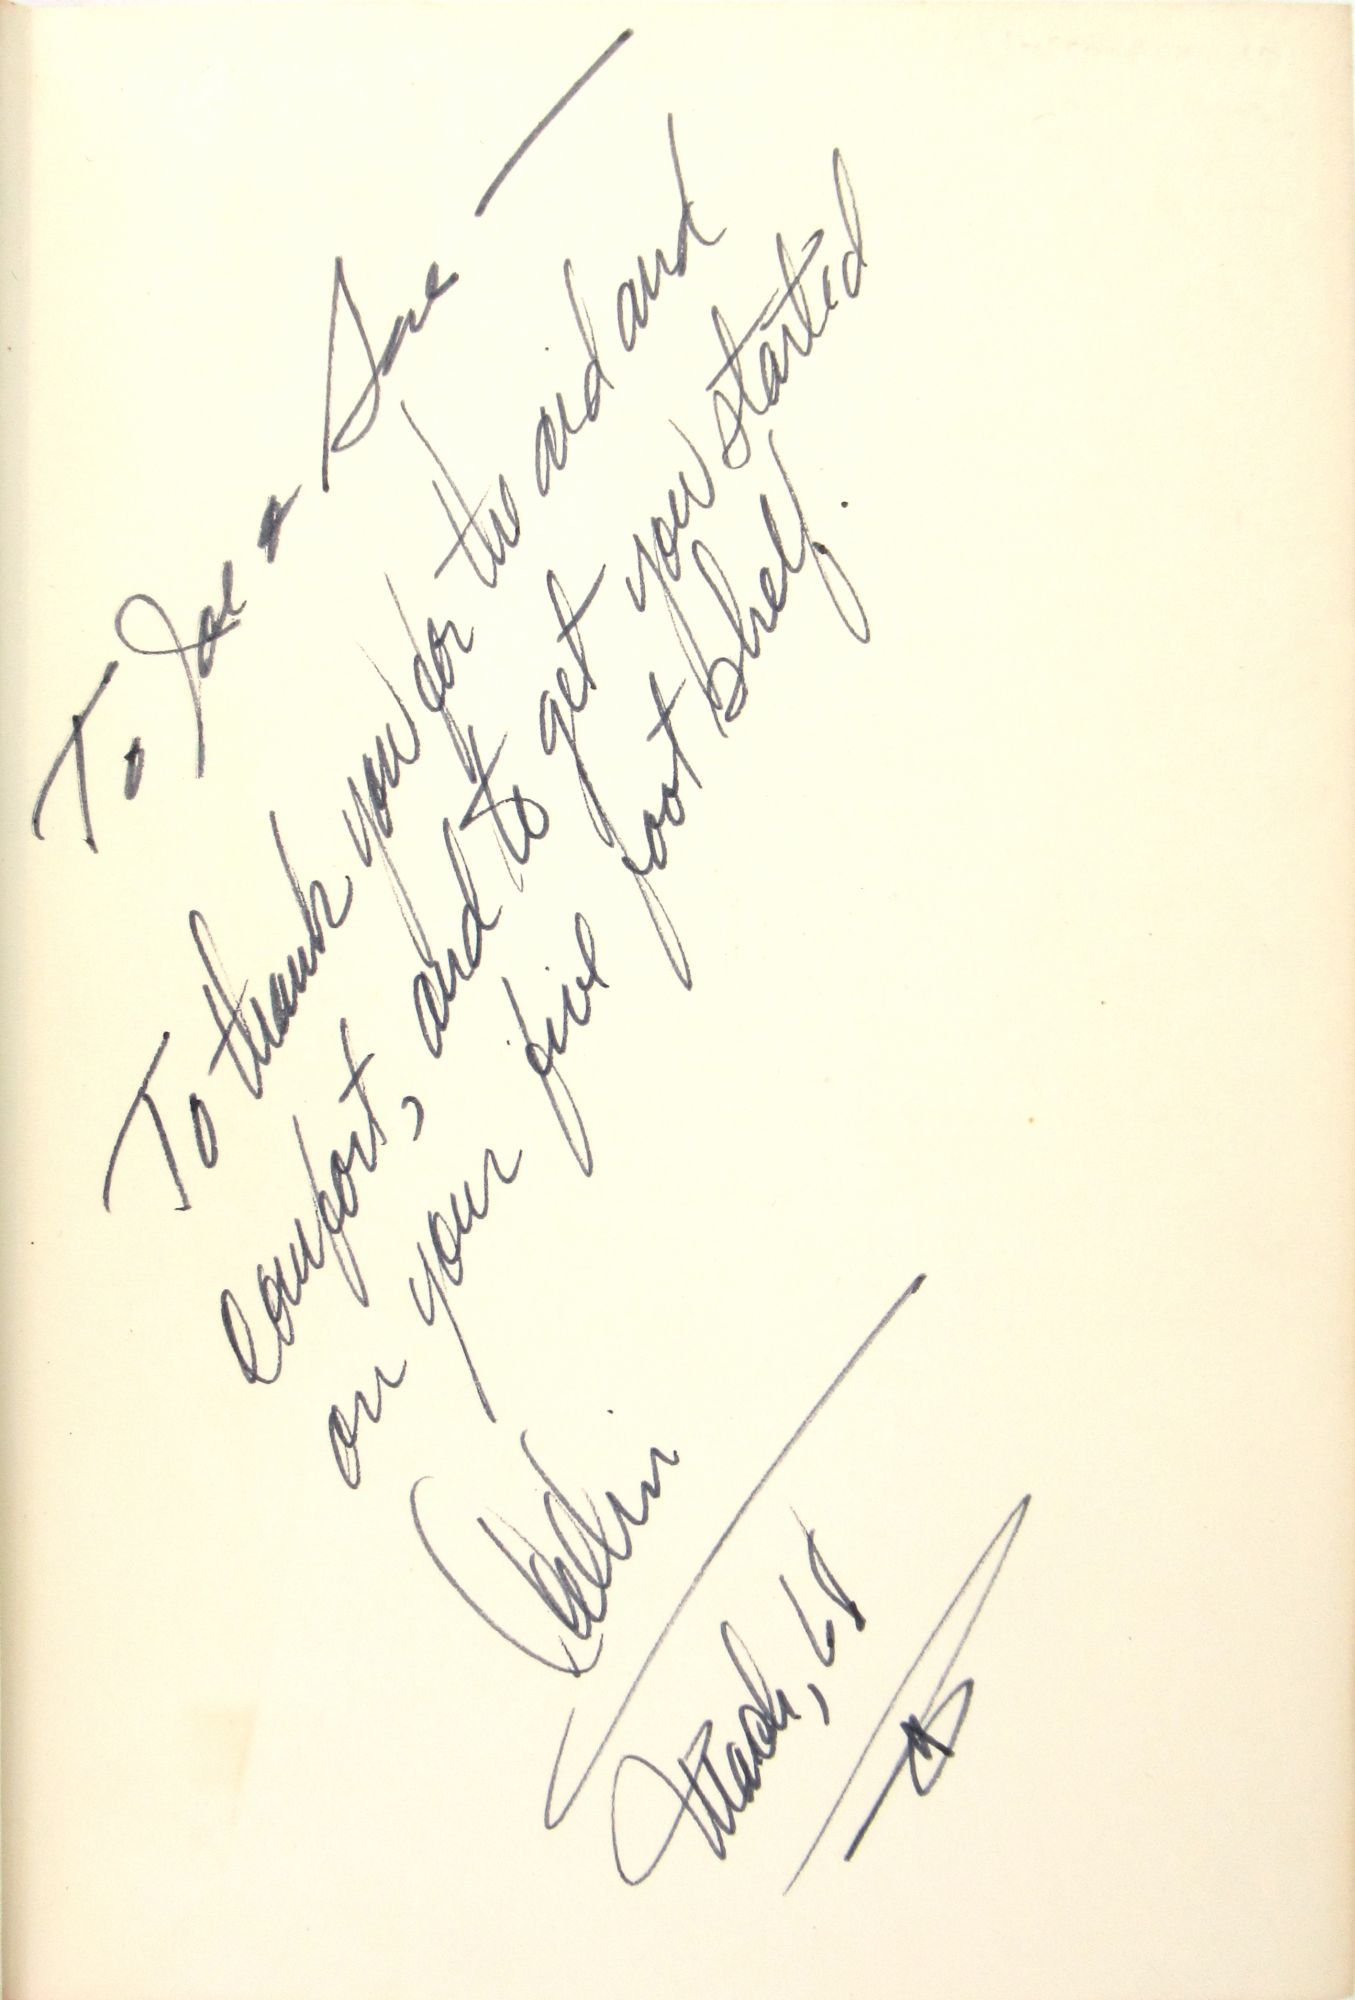 To Joe + Sue —
To thank you for the aid and
comfort, and to get you started
on your five foot shelf.
March, 68